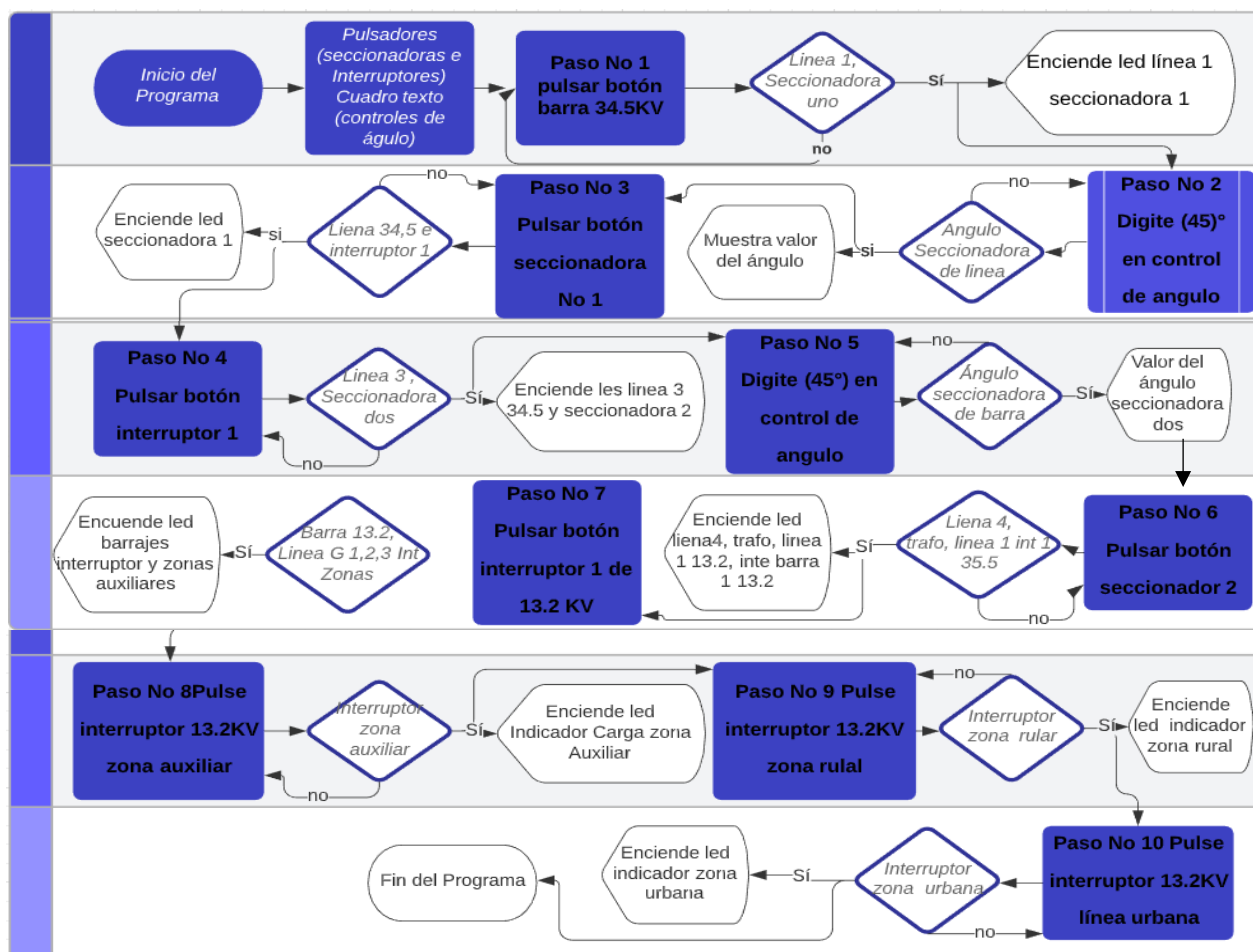 Inicio del
Programa
Pulsadores
(seccionadoras e
Interruptores)
Cuadro texto
(controles de
águlo)
Paso No 1
pulsar botón
barra 34.5KV
Linea 1,
Seccionadora
uno
Sí
no
Enciende led línea 1
seccionadora 1
Paso No 2
Digite (45)°
en control
de angulo
no
Angulo
Seccionadora
de linea
si
Muestra valor
del ángulo
Paso No 3
Pulsar botón
seccionadora
No 1
no
Liena 34,5 e
interruptor 1
si
Enciende led
seccionadora 1
Paso No 4
Pulsar botón
interruptor 1
Linea 3 ,
Seccionadora
dos
no
Sí
Enciende les linea 3
34.5 y seccionadora 2
Paso No 5
Digite (45°) en
control de
angulo
no
Ángulo
seccionadora
de barra
Sí
Valor del
ángulo
seccionadora
dos
Paso No 6
Pulsar botón
seccionador 2
Liena 4,
trafo, linea 1 int 1
35.5
no
Sí
Enciende led
liena4, trafo, linea
1 13.2, inte barra
1 13.2
Paso No 7
Pulsar botón
interruptor 1 de
13.2 KV
Barra 13.2,
Linea G 1,2,3 Int
Zonas
Sí
Encuende led
barrajes
interruptor y zonas
auxiliares
Paso No 8Pulse
interruptor 13.2KV
zona auxiliar
Interruptor
zona
auxiliar
no
Sí
Enciende led
Indicador Carga zona
Auxiliar
Paso No 9 Pulse
interruptor 13.2KV
zona rulal
no
Interruptor
zona rular
Sí
Enciende
led indicador
zona rural
Paso No 10 Pulse
interruptor 13.2KV
línea urbana
Interruptor
zona urbana
no
Sí
Enciende led
indicador zona
urbana
Fin del Programa